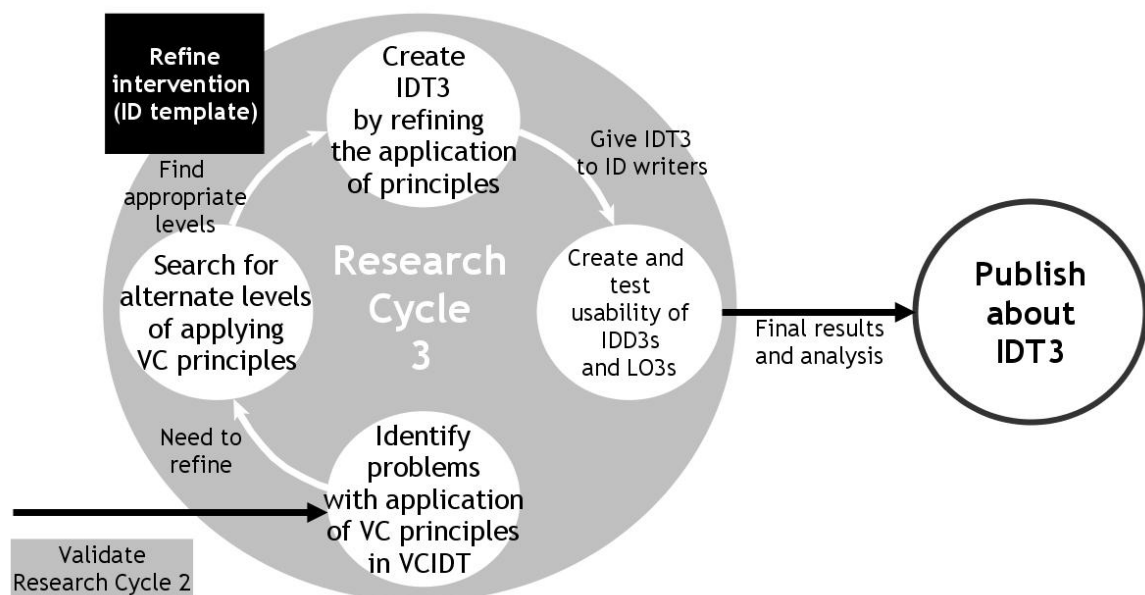 Refine
intervention
(ID template)
Create
IDT3
by refining
the application
of principles
Give IDT3
to ID writers
Find
appropriate
levels
Search for
alternate levels
of applying
VC principles
Research
Cycle
3
Create and
test
usability of
IDD3s
and LO3s
Final results
and analysis
Publish
about
IDT3
Need to
refine
Identify
problems
with application
of VC principles
in VCIDT
Validate
Research Cycle 2